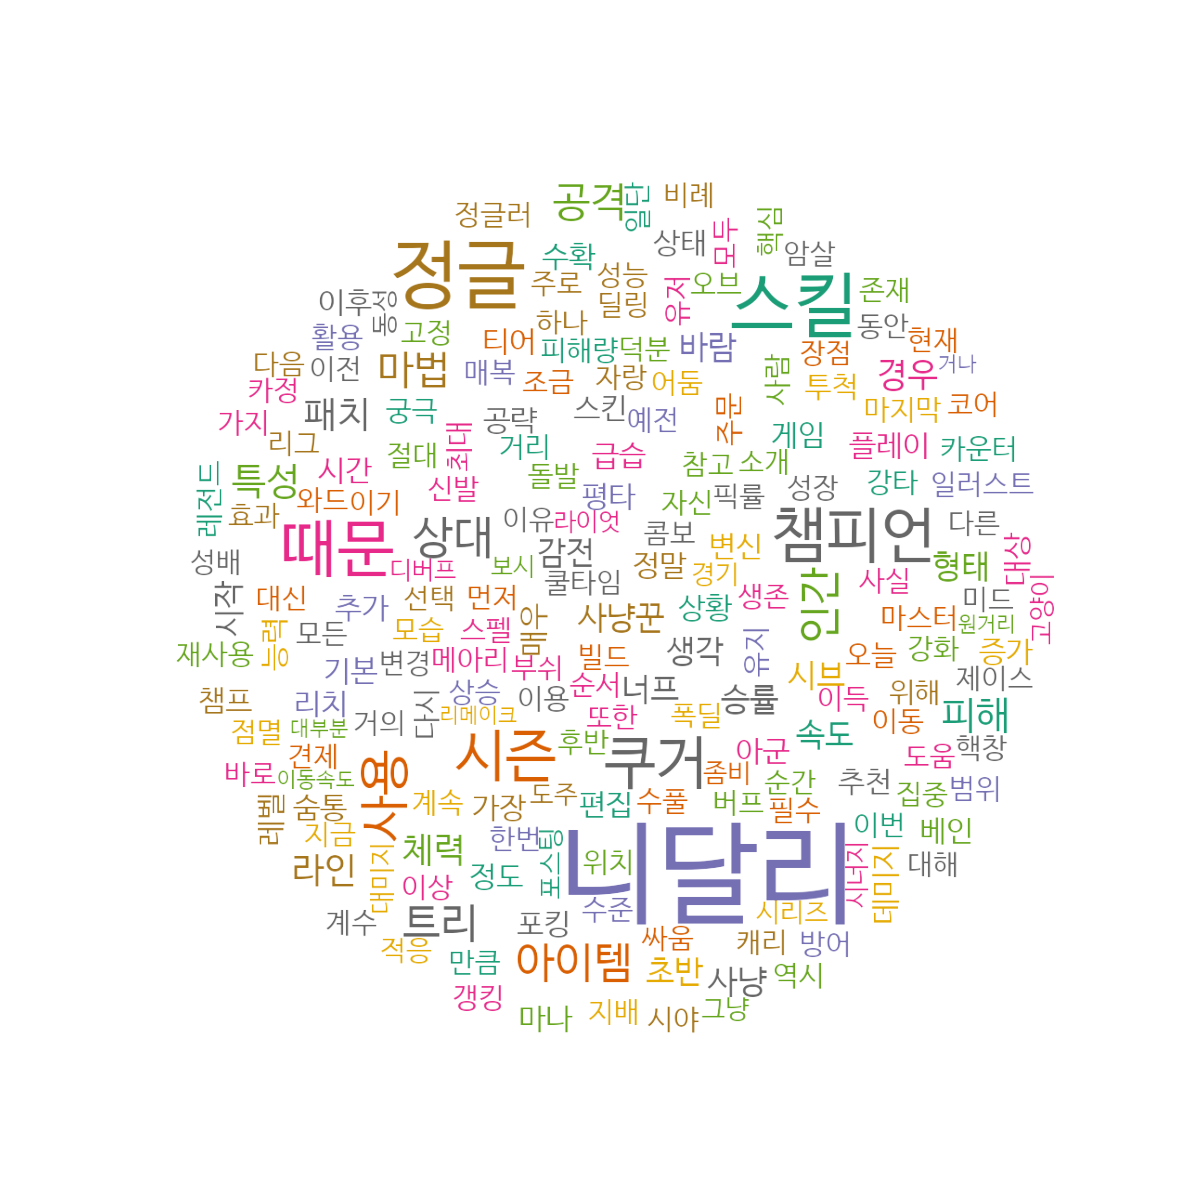 일단
비례
정글러
공격
핵심
모두
상태
암살
정글
수확
성능
주로
딜링
유저
오브
스킬
존재
이후
동성
하나
동안
활용
고정
티어
피해량
덕분
바람
장점
현재
다음
이전
마법
매복
조금
자랑
어둠
사람
투척
경우
거나
카정
가지
패치
궁극
공략
스킨
예전
주문
마지막
코어
리그
절대
최대
거리
급습
게임
플레이
카운터
레전드
특성
시간
신발
돌발
참고
소개
강타
일러스트
효과
와드
이기
평타
자신
픽률
성장
성배
때문
상대
이유
라이엇
콤보
챔피언
다른
디버프
보시
감전
정말
변신
경기
형태
대상
시작
대신
추가
선택
먼저
쿨타임
상황
생존
인간
사실
미드
고양이
재사용
능력
모든
모습
스펠
매아
사냥꾼
마스터
원거리
기본
변경
메아리
부쉬
빌드
생각
유지
시브
오늘
강화
증가
챔프
리치
상승
이용
순서
너프
승률
이득
위해
제이스
점멸
대부분
거의
다시
리메이크
또한
폭딜
속도
이동
피해
바로
이동속도
견제
사용
시즌
후반
쿠거
좀비
아군
순간
추천
도움
핵창
레벨
숨통
계속
가장
도주
편집
수풀
버프
필수
집중
범위
지금
대미지
체력
한번
포스팅
위치
니달리
이번
베인
라인
이상
정도
수준
시너지
데미지
대해
계수
트리
포킹
시리즈
적응
만큼
아이템
싸움
초반
캐리
방어
갱킹
사냥
역시
마나
지배
시야
그냥